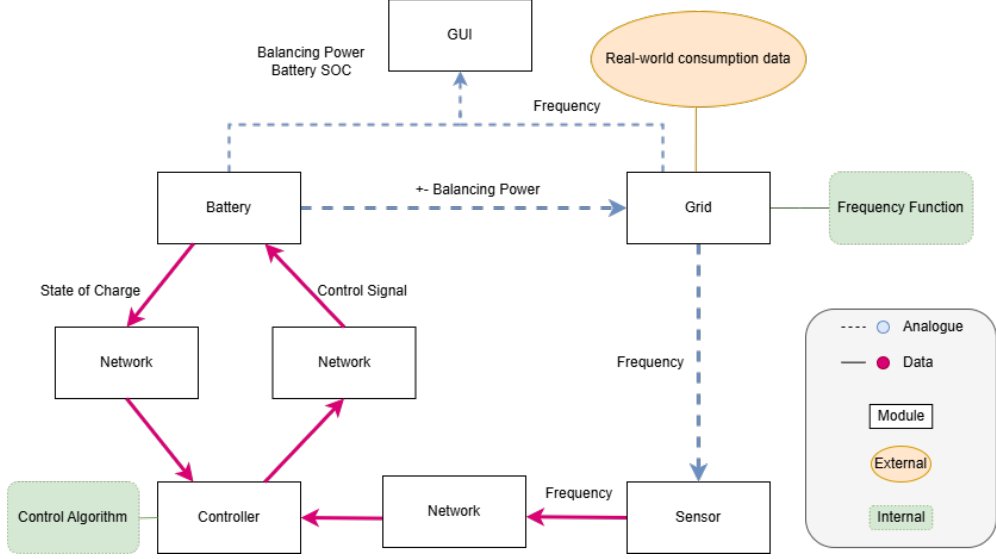 GUI
Balancing Power
Battery SOC
Real-world consumption data
Frequency
Battery
+- Balancing Power
Grid
Frequency Function
State of Charge
Control Signal
Network
Network
Frequency
Analogue
Data
Module
External
Internal
Control Algorithm
Controller
Network
Frequency
Sensor